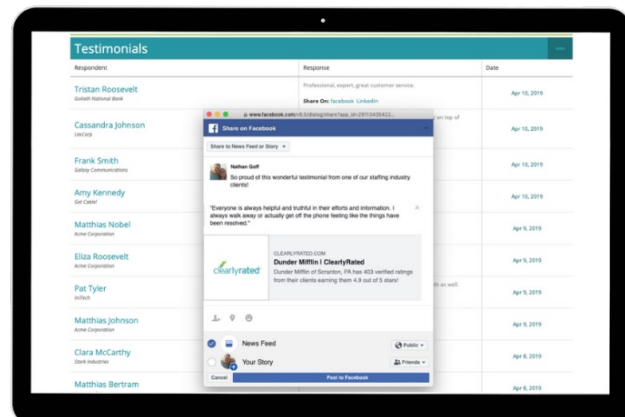 Testimonials
Respondent Response Date
Tristan Roosevelt
Goliath National Bank
Professional, expert, great customer service.
Share On: facebook LinkedIn
Apr 10, 2019
Cassandra Johnson
LexCorp
on top of
Apr 10, 2019
Frank Smith
Galaxy Communications
Apr 10, 2019
Amy Kennedy
Get Cable!
Apr 10, 2019
Matthias Nobel
Acme Corporation
Apr 9, 2019
Eliza Roosevelt
Acme Corporation
Apr 9, 2019
Pat Tyler
InTech
as well.
Apr 9, 2019
Matthias Johnson
Acme Corporation
Apr 9, 2019
Clara McCarthy
Stark Industries
Apr 8, 2019
Matthias Bertram
Apr 8, 2019
Share on Facebook
Share to News Feed or Story
Nathan Goff
So proud of this wonderful testimonial from one of our staffing industry
clients!
"Everyone is always helpful and truthful in their efforts and information. I
always walk away or actually get off the phone feeling like the things have
been resolved."
clearlyrated
CLEARLYRATED.COM
Dunder Mifflin | ClearlyRated
Dunder Mifflin of Scranton, PA has 403 verified ratings
from their clients earning them 4.9 out of 5 stars!
News Feed Public
Your Story Friends
Cancel Post to Facebook